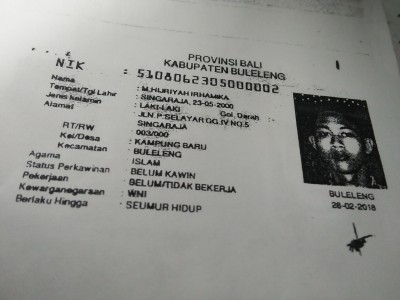 PROVINSI BALI
KABUPATEN BULELENG
NIK : 5108062305000002
Nama : M.HURIYAH IRHAMIKA
Tempat/Tgl Lahir : SINGARAJA, 23-05-2000
Jenis kelamin : LAKI-LAKI Gol. Darah :
Alamat : JLN.P.SELAYAR GG.IV NO.5
SINGARAJA
RT/RW : 003/000
Kel/Desa : KAMPUNG BARU
Kecamatan : BULELENG
Agama : ISLAM
Status Perkawinan : BELUM KAWIN
Pekerjaan : BELUM/TIDAK BEKERJA
Kewarganegaraan : WNI
Berlaku Hingga : SEUMUR HIDUP
BULELENG
28-02-2018